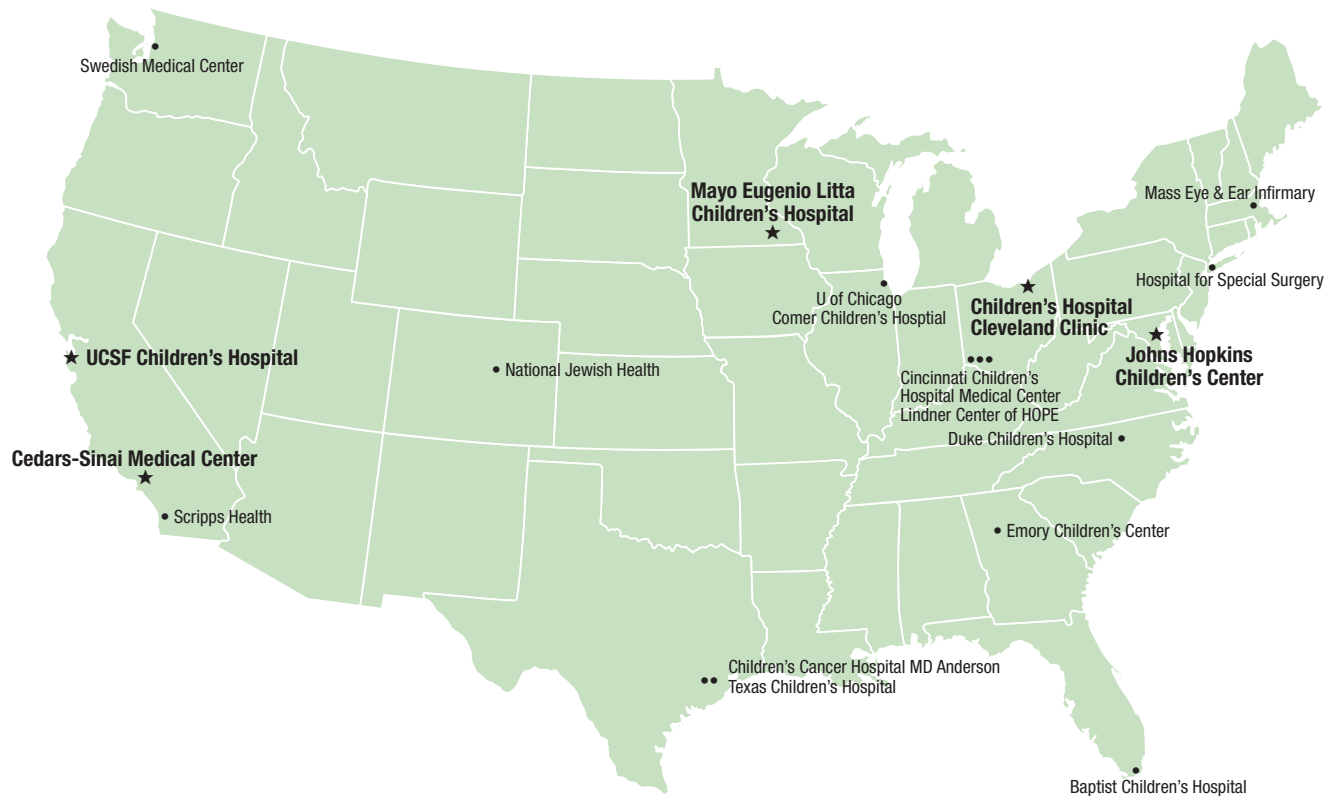 Swedish Medical Center
Mayo Eugenio Litta
Children's Hospital
Mass Eye & Ear Infirmary
Hospital for Special Surgery
U of Chicago
Comer Children's Hosptial
Children's Hospital
Cleveland Clinic
Johns Hopkins
Children's Center
UCSF Children's Hospital
National Jewish Health
Cincinnati Children's
Hospital Medical Center
Lindner Center of HOPE
Duke Children's Hospital
Cedars-Sinai Medical Center
Scripps Health
Emory Children's Center
Children's Cancer Hospital MD Anderson
Texas Children's Hospital
Baptist Children's Hospital